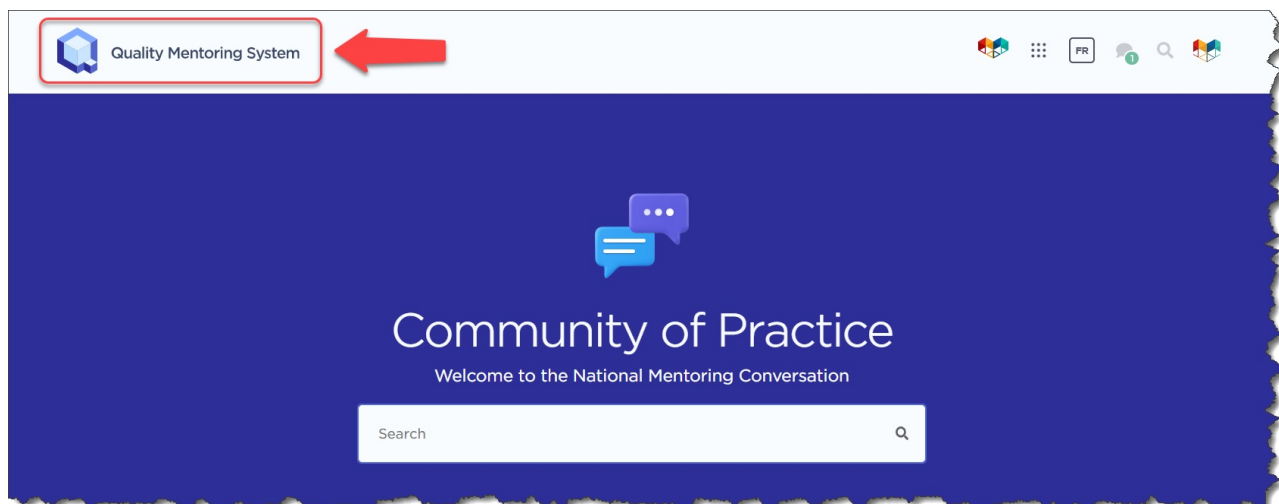 Quality Mentoring System
FR
1
Community of Practice
Welcome to the National Mentoring Conversation
Search